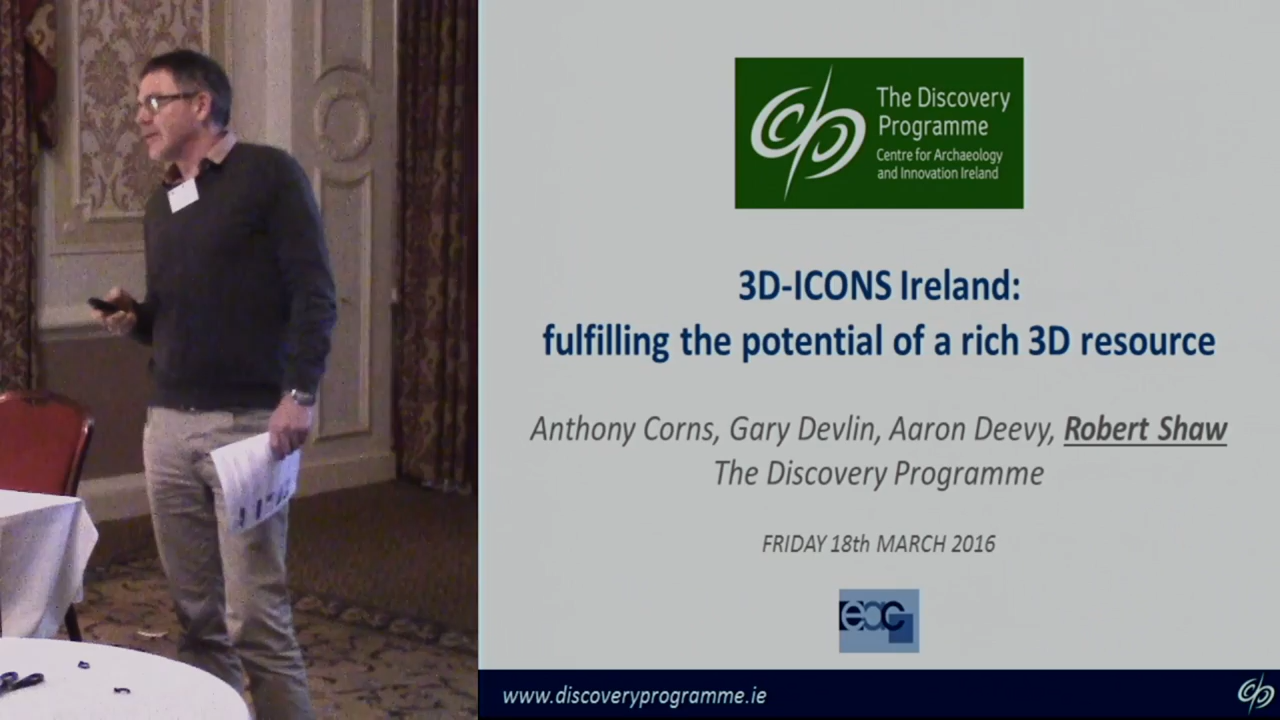 The Discovery
Programme
Centre for Archaeology
and Innovation Ireland
3D-ICONS Ireland:
fulfilling the potential of a rich 3D resource
Anthony Corns, Gary Devlin, Aaron Deevy, Robert Shaw
The Discovery Programme
FRIDAY 18th MARCH 2016
eac
www.discoveryprogramme.ie